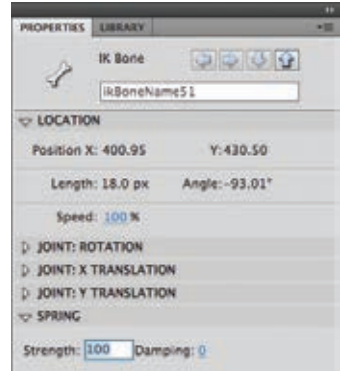 PROPERTIES LIBRARY
IK Bone
ikBoneName51
LOCATION
Position X: 400.95 Y: 430.50
Length: 18.0 px Angle: -93.01°
Speed: 100 %
JOINT: ROTATION
JOINT: X TRANSLATION
JOINT: Y TRANSLATION
SPRING
Strength: 100 Damping: 0